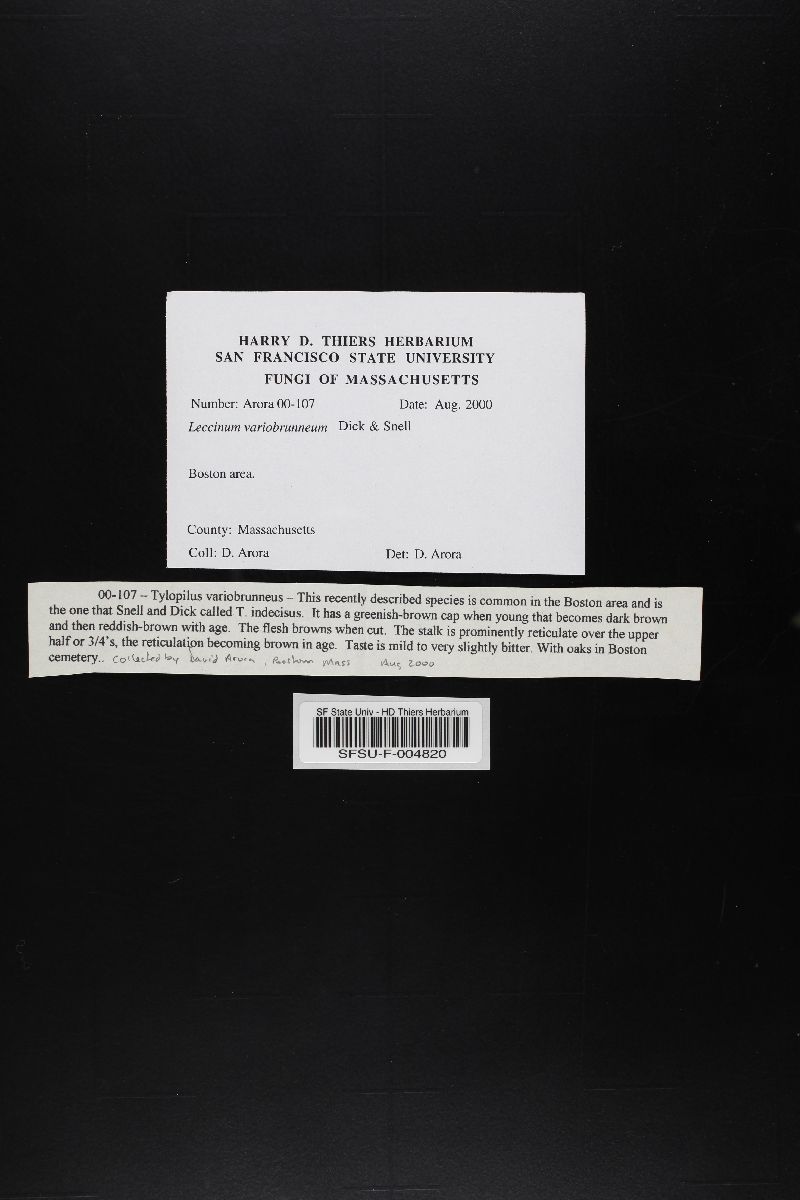 HARRY D. THIERS HERBARIUM
SAN FRANCISCO STATE UNIVERSITY
FUNGI OF MASSACHUSETTS
Number: Arora 00-107 Date: Aug. 2000
Leccinum variobrunneum Dick & Snell
Boston area.
County: Massachusetts
Coll: D. Arora Det: D. Arora
00-107 – Tylopilus variobrunneus – This recently described species is common in the Boston area and is
the one that Snell and Dick called T. indecisus. It has a greenish-brown cap when young that becomes dark brown
and then reddish-brown with age. The flesh browns when cut. The stalk is prominently reticulate over the upper
half or 3/4's, the reticulation becoming brown in age. Taste is mild to very slightly bitter. With oaks in Boston
cemetery.. Collected by David Arora, Boston Mass Aug 2000
SF State Univ - HD Thiers Herbarium
SFSU-F-004820